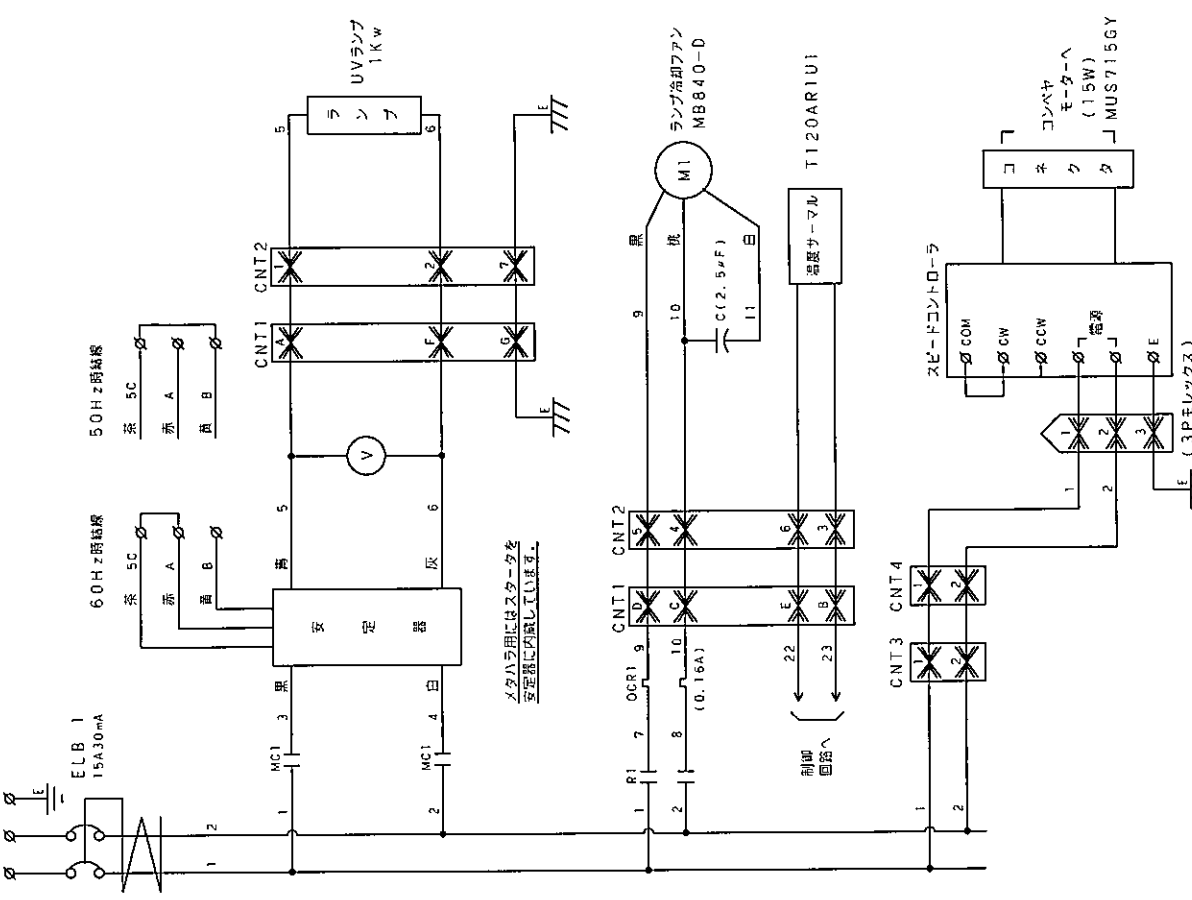 ELB 1
15A30mA
E
1
2
60Hz時結線
茶 5C
赤 A
黄 B
50Hz時結線
茶 5C
赤 A
黄 B
1
MC1
3
黒
2
MC1
4
白
安定器
青
5
灰
6
V
CNT1
A
F
G
CNT2
1
2
7
5
6
E
E
ランプ
UVランプ
1Kw
メタハラ用にはスタータを
安定器に内蔵しています。
1
R1
7
OCR1
9
2
8
10
(0.16A)
制御
回路へ
22
23
CNT1
D
C
E
B
CNT2
5
4
6
3
9
黒
10
桃
C(2.5μF)
11
白
M1
ランプ冷却ファン
MB840-D
温度サーマル
T120AR1U1
1
2
CNT3
1
2
CNT4
1
2
1
2
1
2
3
(3Pモレックス)
E
スピードコントローラ
COM
CW
CCW
電源
E
コネクタ
コンベヤ
モーターへ
(15W)
MUS715GY